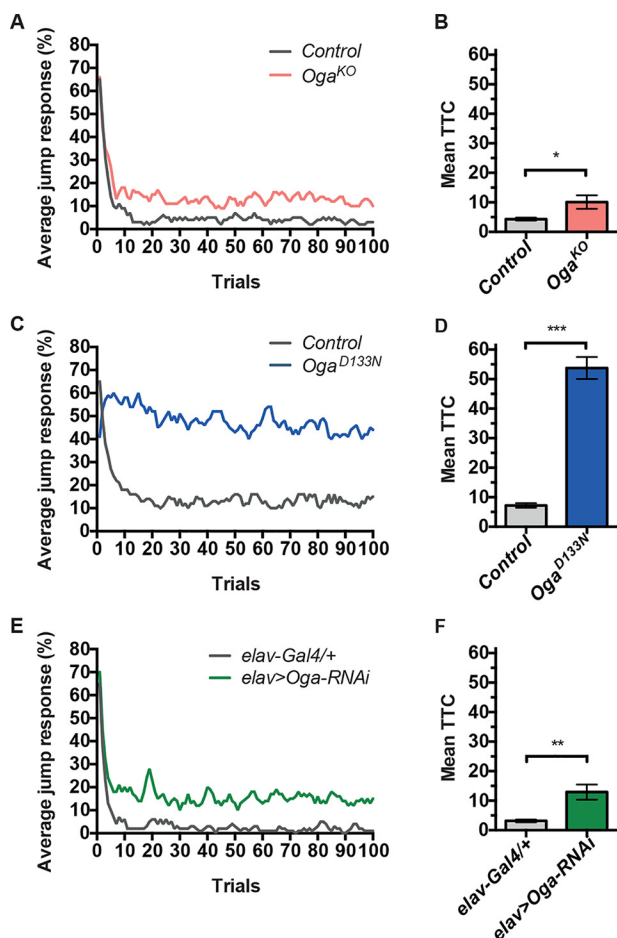 A
Average jump response (%)
80
70
60
50
40
30
20
10
0
0 10 20 30 40 50 60 70 80 90 100
Trials
Control
Oga^KO
B
Mean TTC
60
50
40
30
20
10
0
*
Control
Oga^KO
C
Average jump response (%)
80
70
60
50
40
30
20
10
0
0 10 20 30 40 50 60 70 80 90 100
Trials
Control
Oga^D133N
D
Mean TTC
60
50
40
30
20
10
0
***
Control
Oga^D133N
E
Average jump response (%)
80
70
60
50
40
30
20
10
0
0 10 20 30 40 50 60 70 80 90 100
Trials
elav-Gal4/+
elav>Oga-RNAi
F
Mean TTC
60
50
40
30
20
10
0
**
elav-Gal4/+
elav>Oga-RNAi